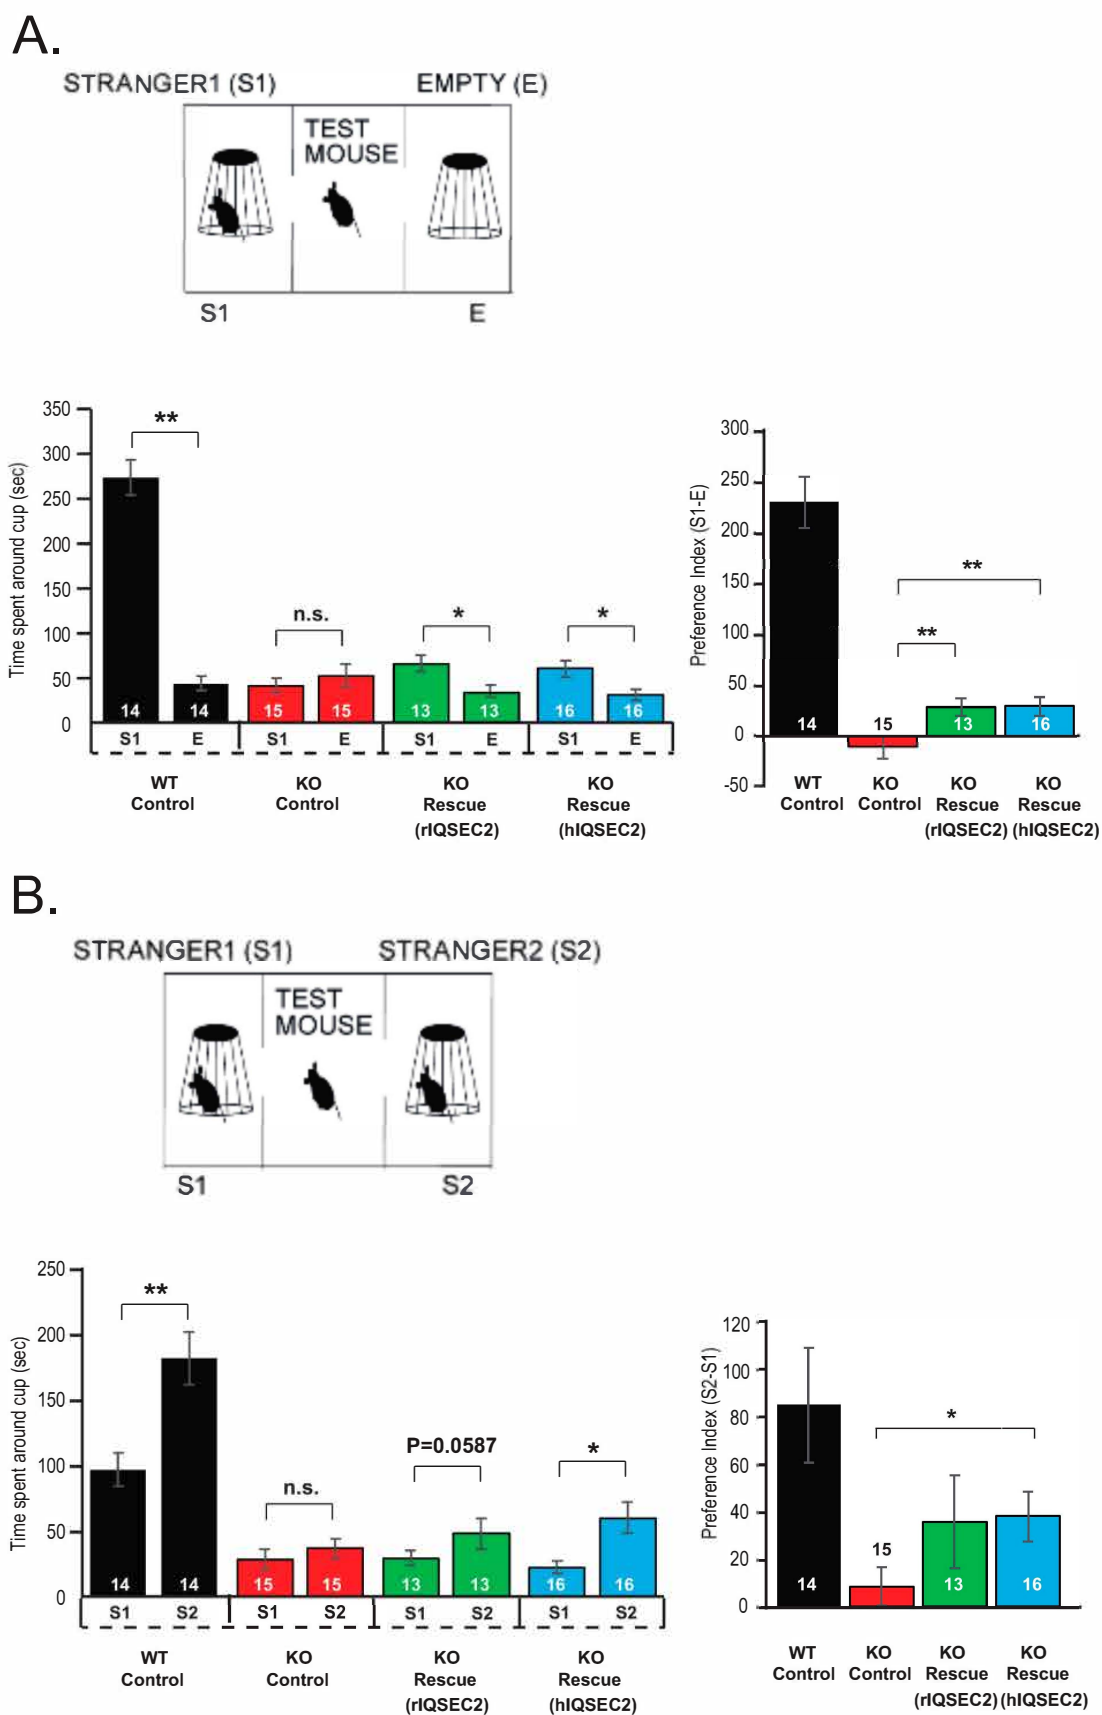 A.
STRANGER1 (S1) EMPTY (E)
TEST
MOUSE
S1 E
Time spent around cup (sec)
350
300
250
200
150
100
50
0
**
n.s.
*
*
14 14 15 15 13 13 16 16
S1 E S1 E S1 E S1 E
WT
Control
KO
Control
KO
Rescue
(rIQSEC2)
KO
Rescue
(hIQSEC2)
Preference Index (S1-E)
300
250
200
150
100
50
0
-50
**
**
14 15 13 16
WT
Control
KO
Control
KO
Rescue
(rIQSEC2)
KO
Rescue
(hIQSEC2)
B.
STRANGER1 (S1) STRANGER2 (S2)
TEST
MOUSE
S1 S2
Time spent around cup (sec)
250
200
150
100
50
0
**
n.s.
P=0.0587
*
14 14 15 15 13 13 16 16
S1 S2 S1 S2 S1 S2 S1 S2
WT
Control
KO
Control
KO
Rescue
(rIQSEC2)
KO
Rescue
(hIQSEC2)
Preference Index (S2-S1)
120
100
80
60
40
20
0
*
14 15 13 16
WT
Control
KO
Control
KO
Rescue
(rIQSEC2)
KO
Rescue
(hIQSEC2)